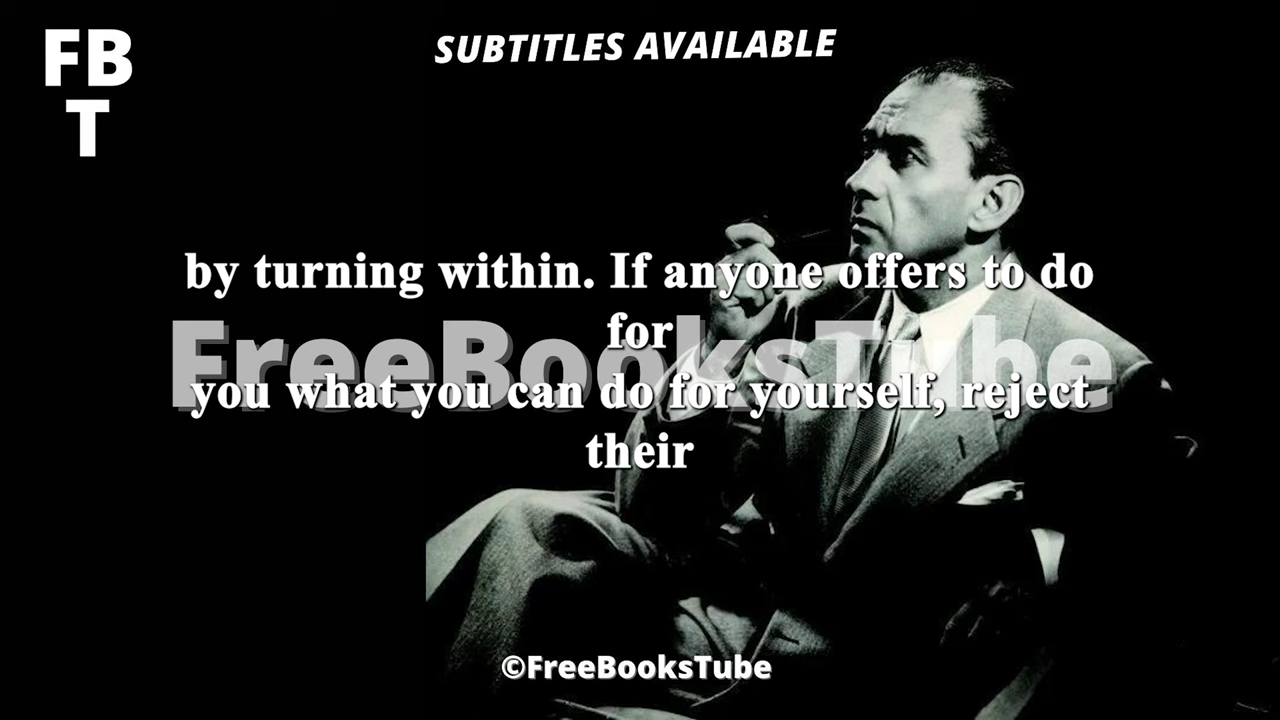 FB
T
SUBTITLES AVAILABLE
by turning within. If anyone offers to do
for
FreeBooksTube
you what you can do for yourself, reject
their
©FreeBooksTube